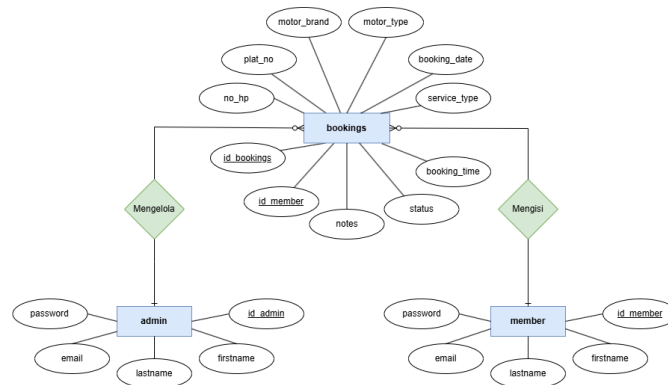 motor_brand
motor_type
plat_no
booking_date
no_hp
service_type
bookings
id_bookings
booking_time
id_member
status
notes
Mengelola
Mengisi
password
id_admin
admin
email
firstname
lastname
password
id_member
member
email
firstname
lastname